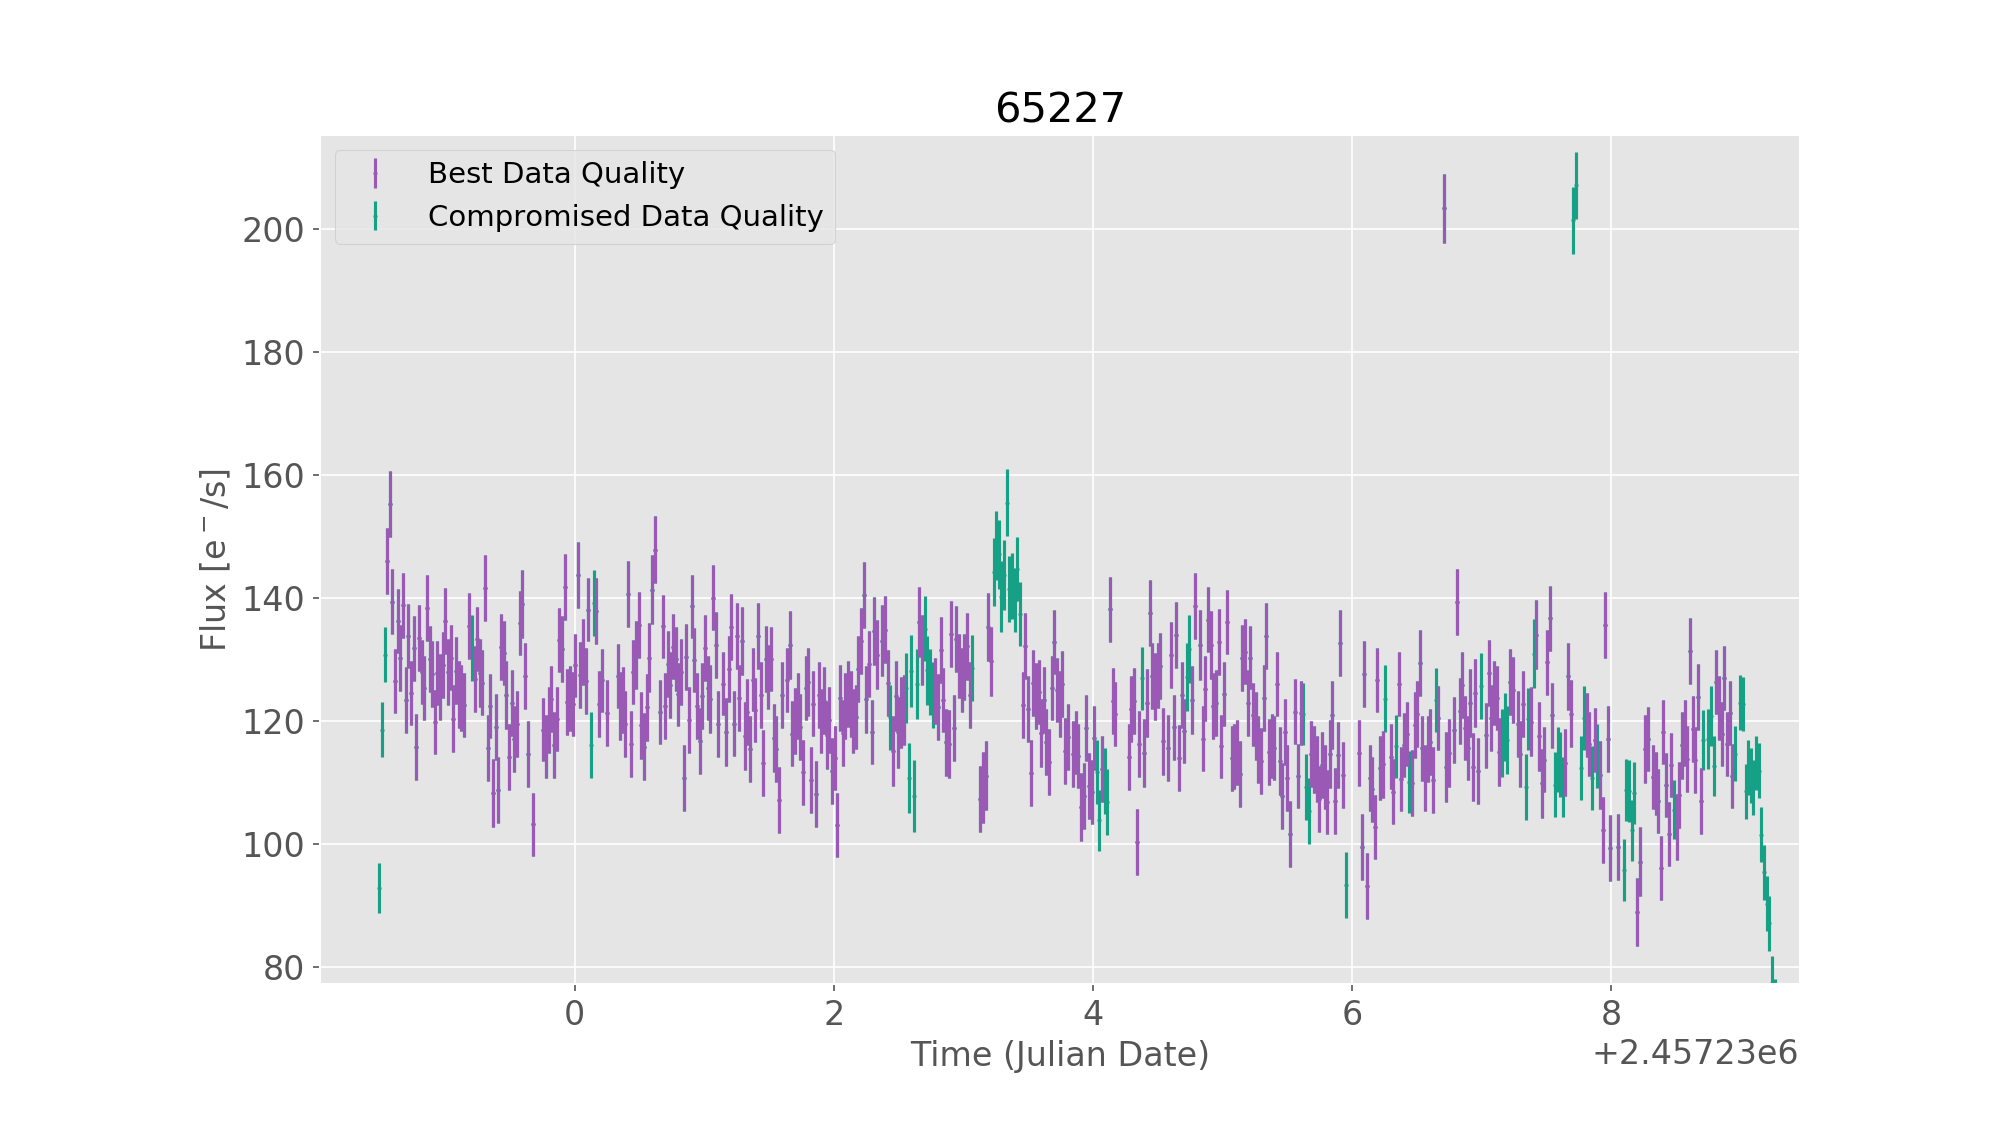 65227
Best Data Quality
Compromised Data Quality
200
180
160
140
120
100
80
Flux [e⁻/s]
0 2 4 6 8
Time (Julian Date)
+2.45723e6